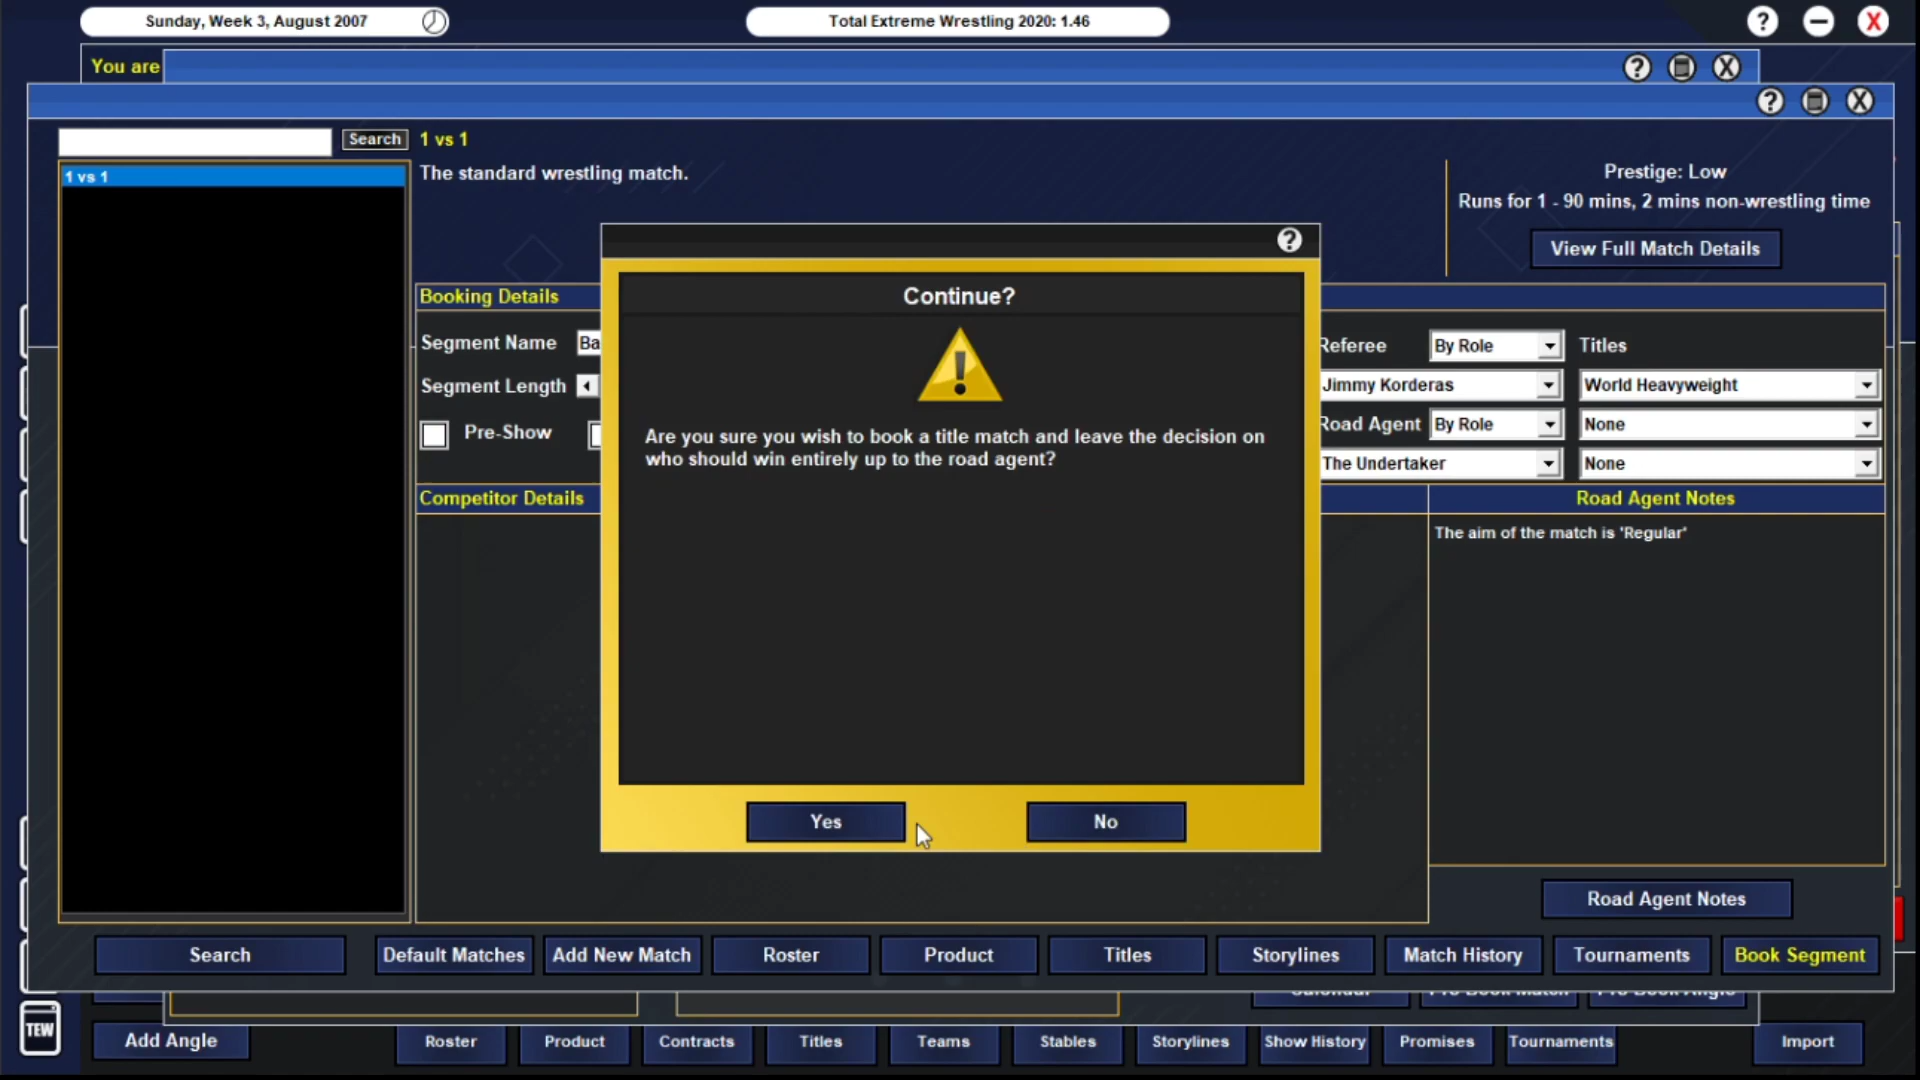 Sunday, Week 3, August 2007
Total Extreme Wrestling 2020: 1.46
?
X
You are
?
X
?
X
Search
1 vs 1
1 vs 1
The standard wrestling match.
Prestige: Low
Runs for 1 - 90 mins, 2 mins non-wrestling time
View Full Match Details
?
Continue?
Are you sure you wish to book a title match and leave the decision on
who should win entirely up to the road agent?
Yes
No
Booking Details
Segment Name
Ba
Segment Length
Pre-Show
Referee
By Role
Titles
Jimmy Korderas
World Heavyweight
Road Agent
By Role
None
The Undertaker
None
Competitor Details
Road Agent Notes
The aim of the match is 'Regular'
Road Agent Notes
Search
Default Matches
Add New Match
Roster
Product
Titles
Storylines
Match History
Tournaments
Book Segment
Calendar
Pre Book Match
Pre Book Angle
TEW
Add Angle
Roster
Product
Contracts
Titles
Teams
Stables
Storylines
Show History
Promises
Tournaments
Import